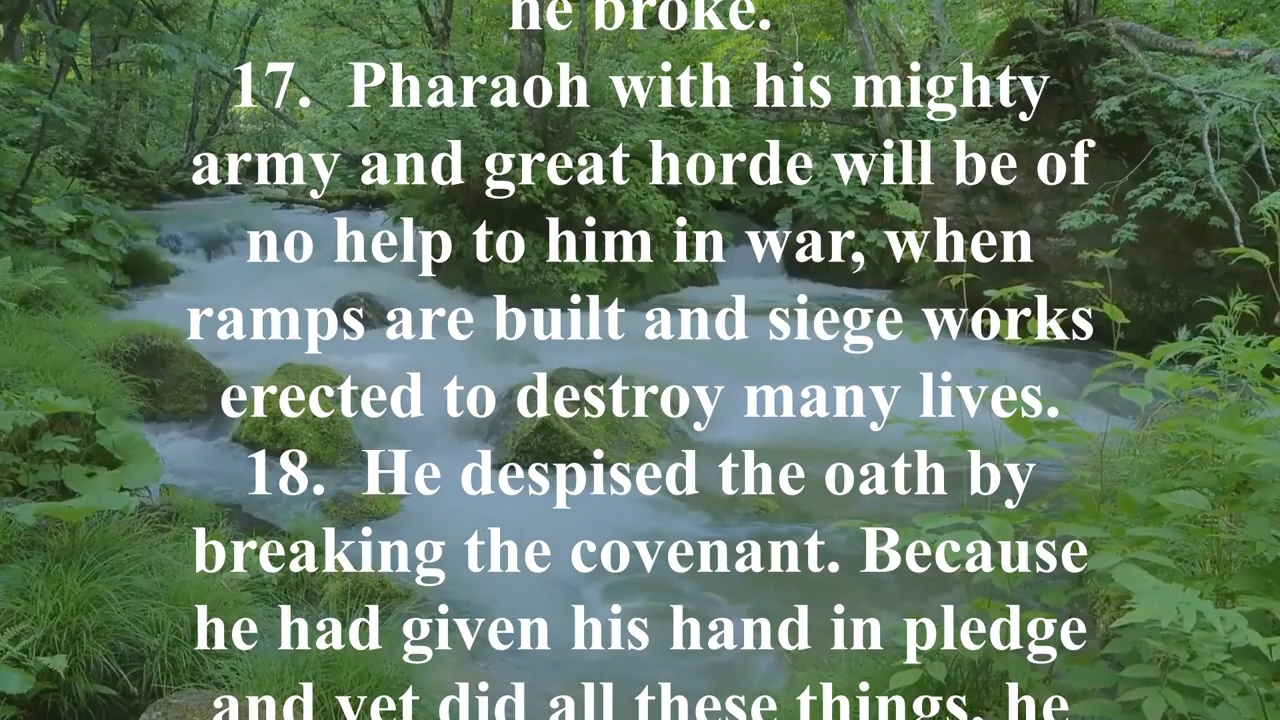 he broke.
17. Pharaoh with his mighty
army and great horde will be of
no help to him in war, when
ramps are built and siege works
erected to destroy many lives.
18. He despised the oath by
breaking the covenant. Because
he had given his hand in pledge
and yet did all these things, he